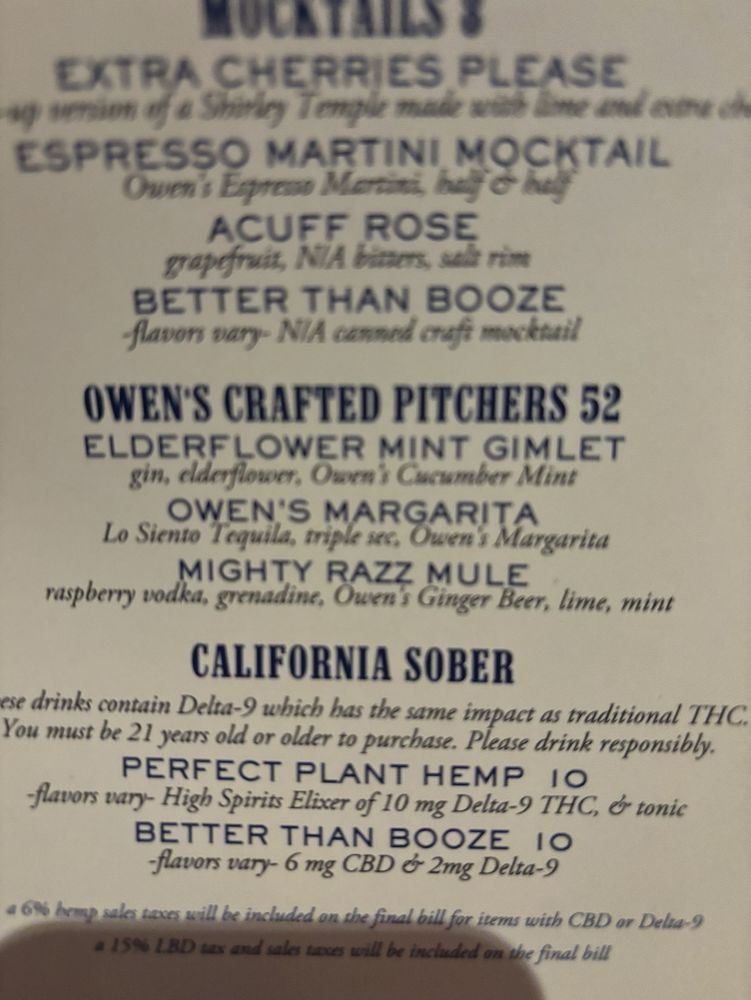 MOCKTAILS 8
EXTRA CHERRIES PLEASE
-up version of a Shirley Temple made with lime and extra ch
ESPRESSO MARTINI MOCKTAIL
Owen's Espresso Martini, half & half
ACUFF ROSE
grapefruit, N/A bitters, salt rim
BETTER THAN BOOZE
-flavors vary- N/A canned craft mocktail
OWEN'S CRAFTED PITCHERS 52
ELDERFLOWER MINT GIMLET
gin, elderflower, Owen's Cucumber Mint
OWEN'S MARGARITA
Lo Siento Tequila, triple sec, Owen's Margarita
MIGHTY RAZZ MULE
raspberry vodka, grenadine, Owen's Ginger Beer, lime, mint
CALIFORNIA SOBER
ese drinks contain Delta-9 which has the same impact as traditional THC.
You must be 21 years old or older to purchase. Please drink responsibly.
PERFECT PLANT HEMP 10
-flavors vary- High Spirits Elixer of 10 mg Delta-9 THC, & tonic
BETTER THAN BOOZE 10
-flavors vary- 6 mg CBD & 2mg Delta-9
a 6% hemp sales taxes will be included on the final bill for items with CBD or Delta-9
a 15% LBD tax and sales taxes will be included on the final bill